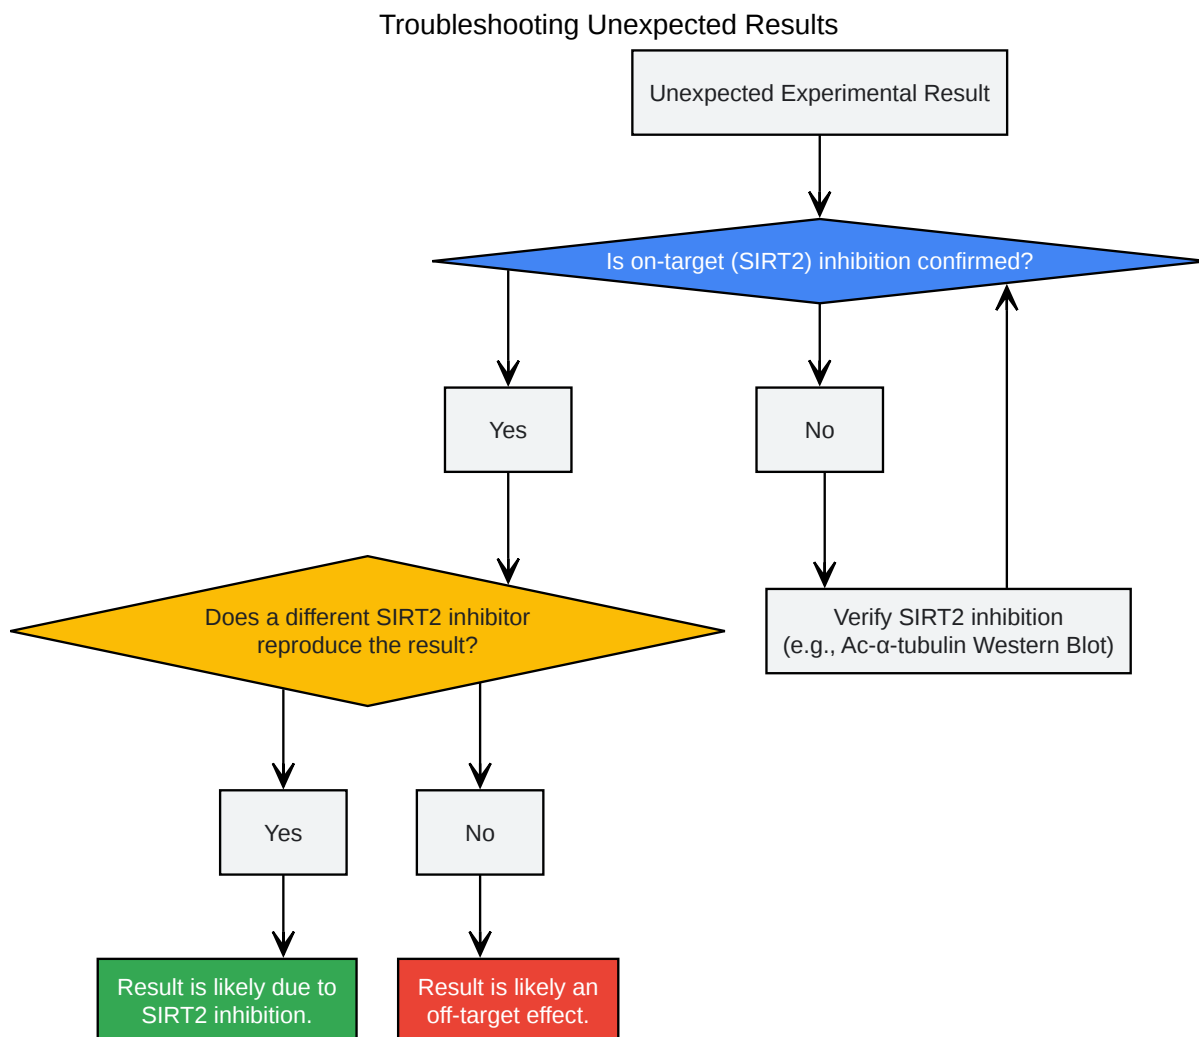 Troubleshooting Unexpected Results
Unexpected Experimental Result
Is on-target (SIRT2) inhibition confirmed?
Yes
No
Does a different SIRT2 inhibitor
reproduce the result?
Verify SIRT2 inhibition
(e.g., Ac-α-tubulin Western Blot)
Yes
No
Result is likely due to
SIRT2 inhibition.
Result is likely an
off-target effect.